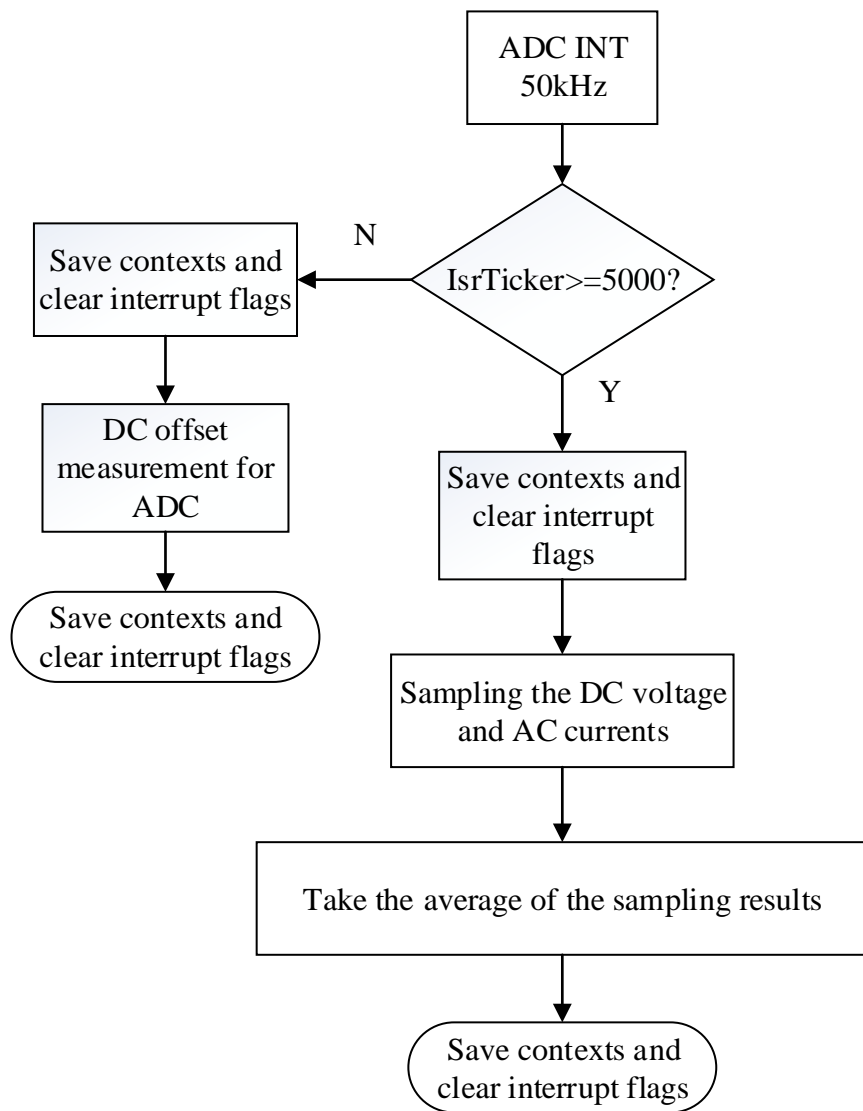 ADC INT
50kHz
IsrTicker>=5000?
N
Save contexts and
clear interrupt flags
DC offset
measurement for
ADC
Save contexts and
clear interrupt flags
Y
Save contexts and
clear interrupt
flags
Sampling the DC voltage
and AC currents
Take the average of the sampling results
Save contexts and
clear interrupt flags